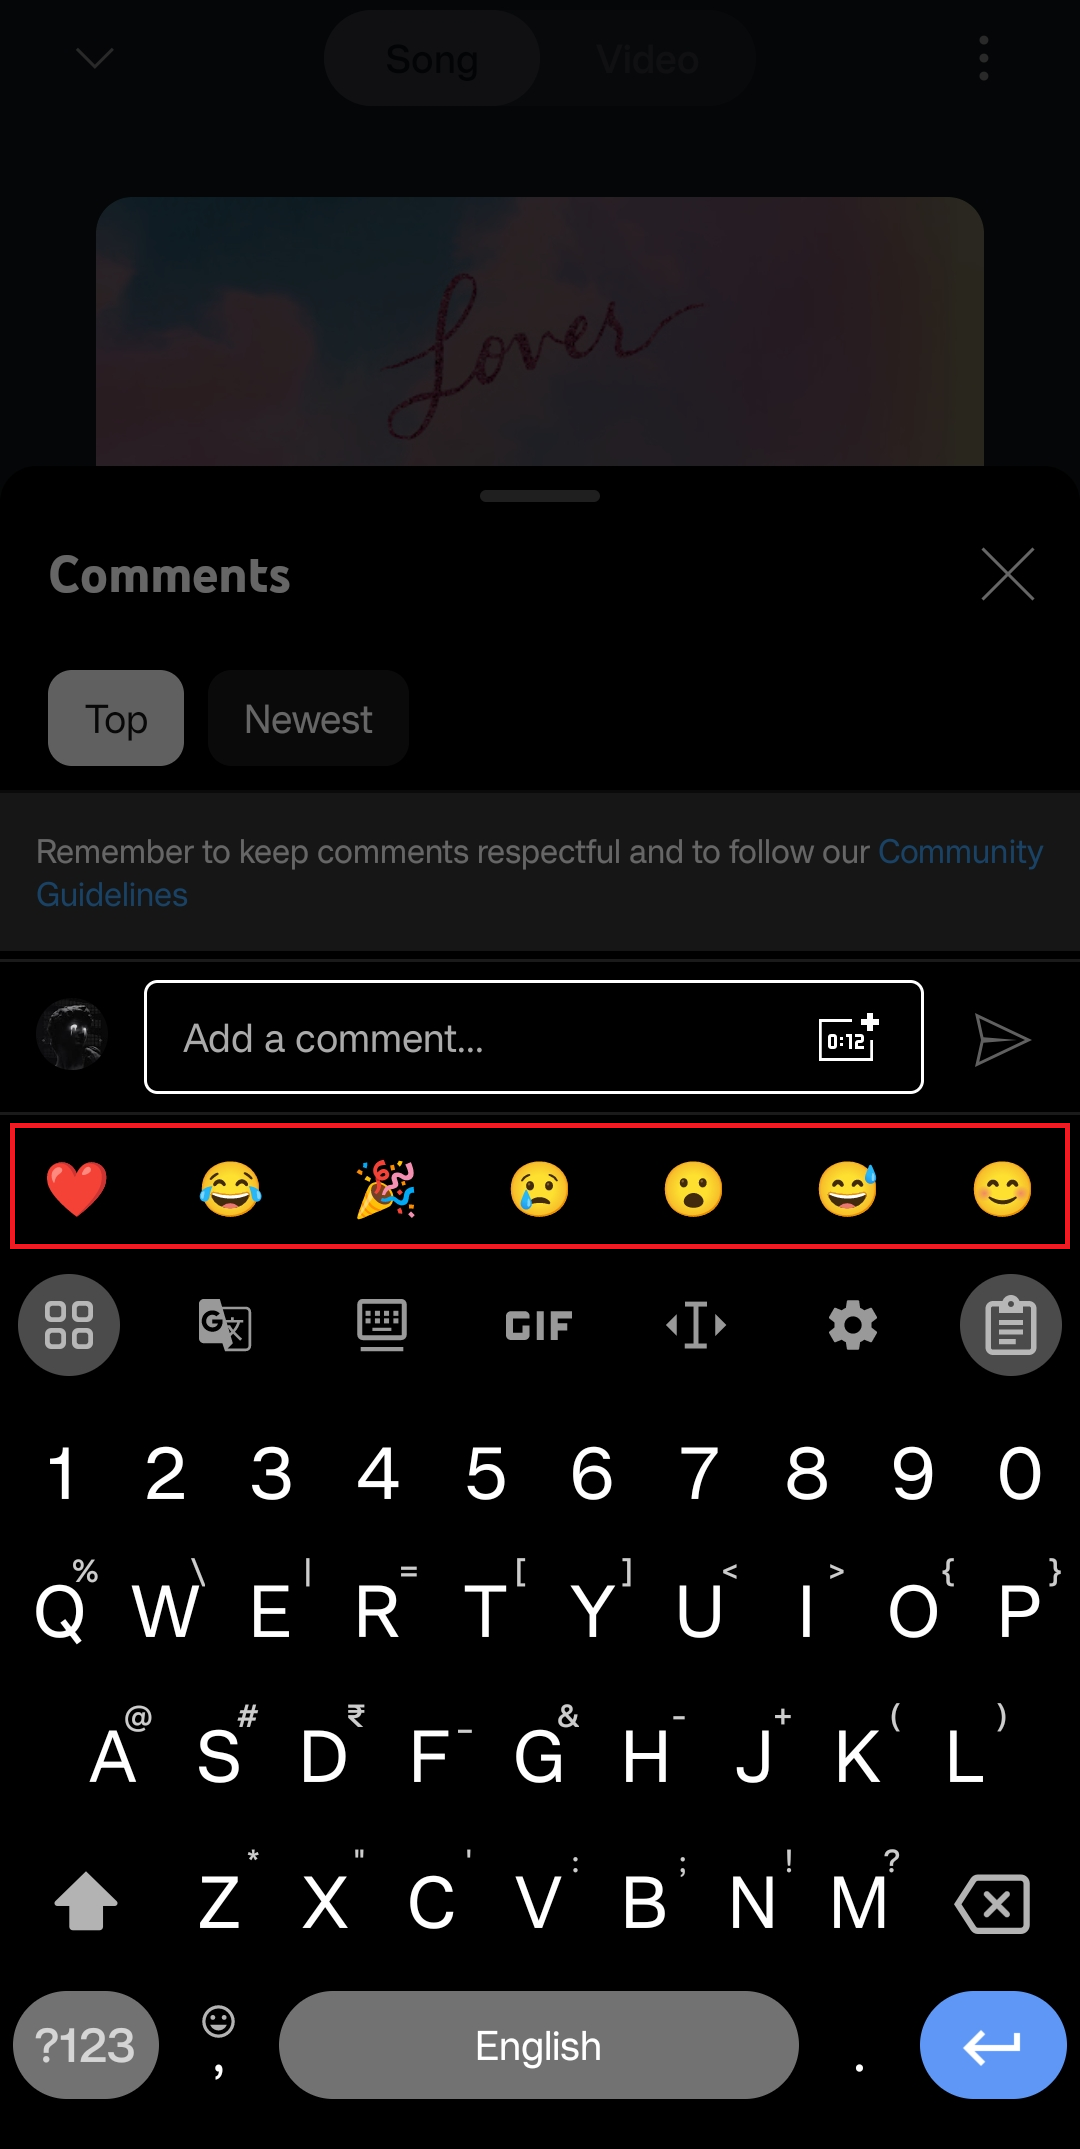 Song Video
Lover
Comments
Top Newest
Remember to keep comments respectful and to follow our Community
Guidelines
Add a comment... 0:12
GIF
1 2 3 4 5 6 7 8 9 0
% \ | = [ ] < > { }
Q W E R T Y U I O P
@ # ₹ _ & - + ( )
A S D F G H J K L
* " ' : ; ! ?
Z X C V B N M
?123 , English .